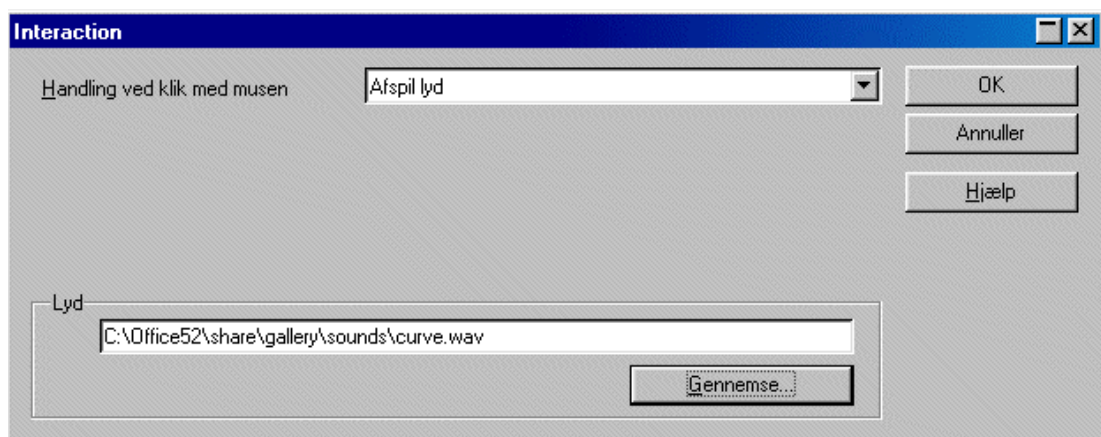 Interaction
Handling ved klik med musen Afspil lyd OK
Annuller
Hjælp
Lyd
C:\Office52\share\gallery\sounds\curve.wav
Gennemse...